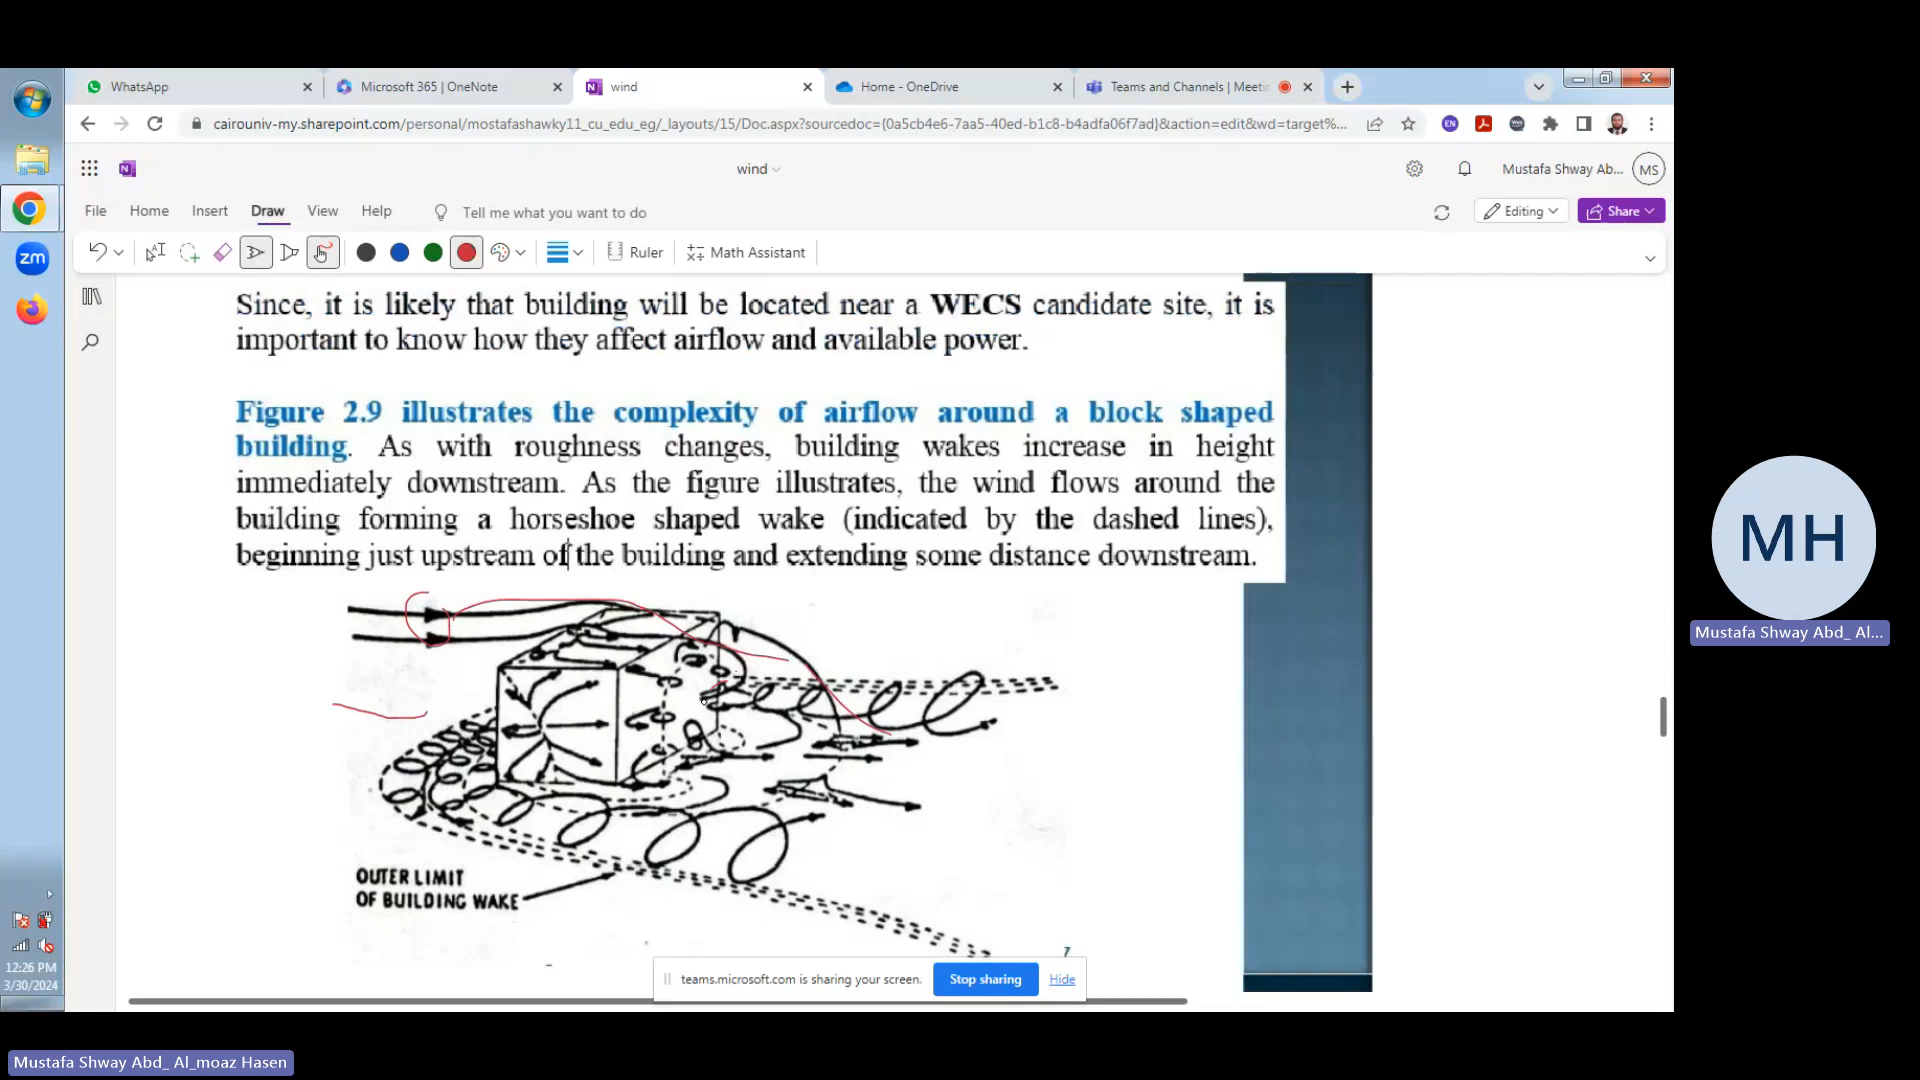 WhatsApp
Microsoft 365 | OneNote
wind
Home - OneDrive
Teams and Channels | Meetin
cairouniv-my.sharepoint.com/personal/mostafashawky11_cu_edu_eg/_layouts/15/Doc.aspx?sourcedoc={0a5cb4e6-7aa5-40ed-b1c8-b4adfa06f7ad}&action=edit&wd=target%...
EN
wind
Mustafa Shway Ab...
MS
File
Home
Insert
Draw
View
Help
Tell me what you want to do
Editing
Share
Ruler
Math Assistant
zm
Since, it is likely that building will be located near a WECS candidate site, it is
important to know how they affect airflow and available power.
Figure 2.9 illustrates the complexity of airflow around a block shaped
building. As with roughness changes, building wakes increase in height
immediately downstream. As the figure illustrates, the wind flows around the
building forming a horseshoe shaped wake (indicated by the dashed lines),
beginning just upstream of the building and extending some distance downstream.
OUTER LIMIT
OF BUILDING WAKE
7
teams.microsoft.com is sharing your screen.
Stop sharing
Hide
12:26 PM
3/30/2024
MH
Mustafa Shway Abd_ Al...
Mustafa Shway Abd_ Al_moaz Hasen